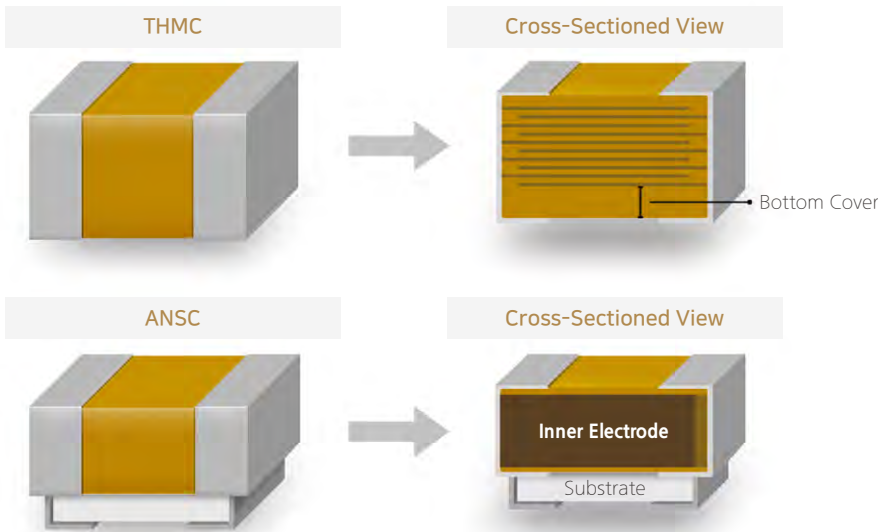 THMC
Cross-Sectioned View
Bottom Cover
ANSC
Cross-Sectioned View
Inner Electrode
Substrate